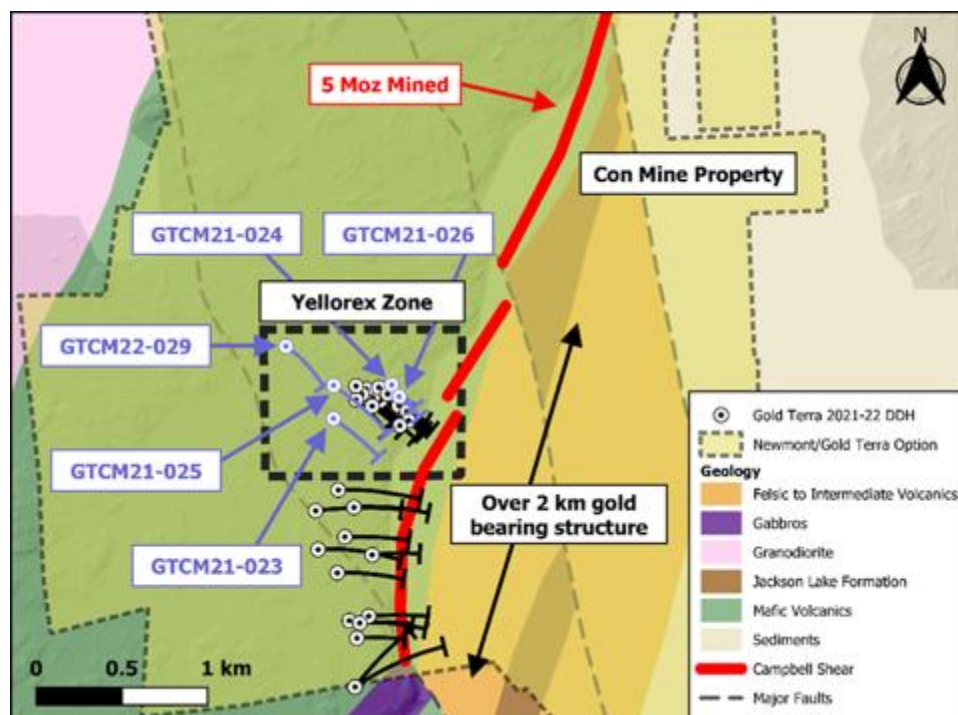 N
5 Moz Mined
Con Mine Property
GTCM21-024
GTCM21-026
Yellorex Zone
GTCM22-029
GTCM21-025
GTCM21-023
Over 2 km gold
bearing structure
0 0.5 1 km
Gold Terra 2021-22 DDH
Newmont/Gold Terra Option
Geology
Felsic to Intermediate Volcanics
Gabbros
Granodiorite
Jackson Lake Formation
Mafic Volcanics
Sediments
Campbell Shear
Major Faults